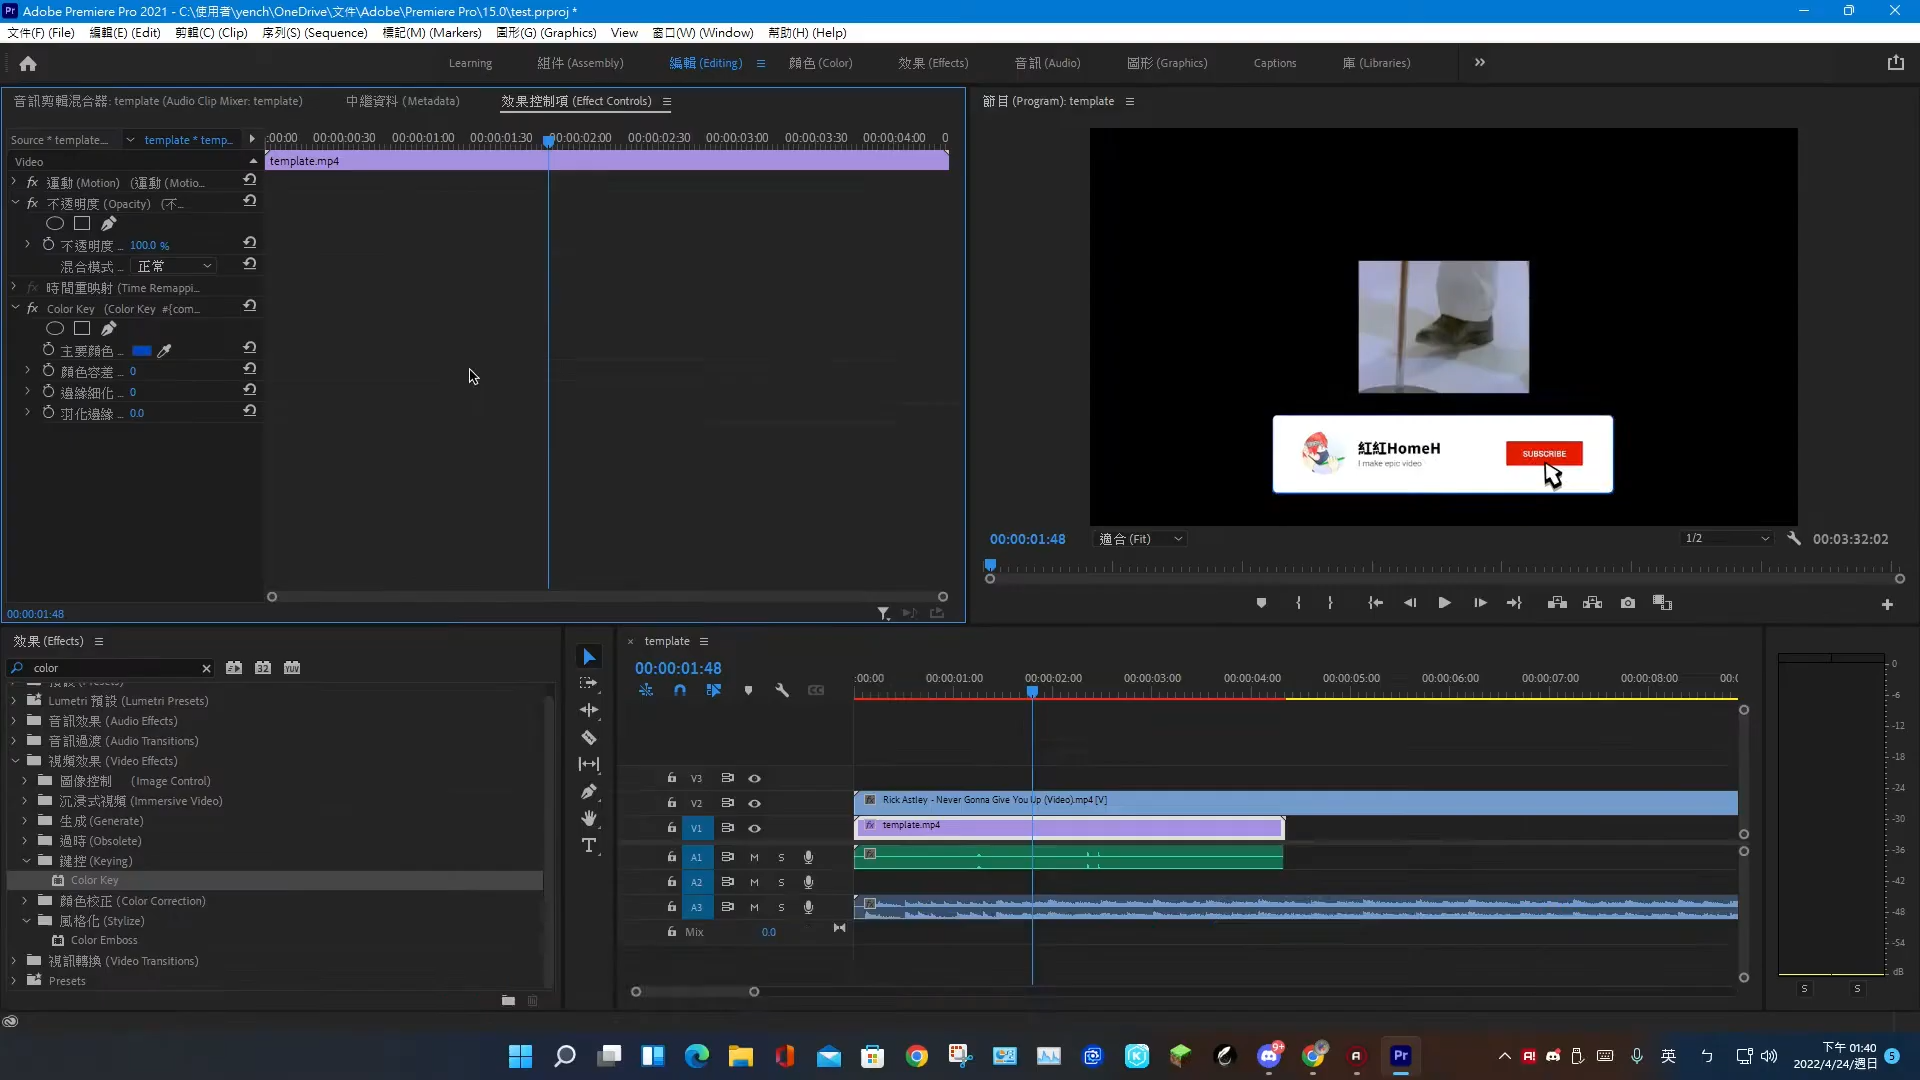 Adobe Premiere Pro 2021 - C:\使用者\yench\OneDrive\文件\Adobe\Premiere Pro\15.0\test.prproj *
文件(F) (File) 編輯(E) (Edit) 剪輯(C) (Clip) 序列(S) (Sequence) 標記(M) (Markers) 圖形(G) (Graphics) View 窗口(W) (Window) 幫助(H) (Help)
Learning 組件 (Assembly) 編輯 (Editing) 顏色 (Color) 效果 (Effects) 音訊 (Audio) 圖形 (Graphics) Captions 庫 (Libraries)
音訊剪輯混合器: template (Audio Clip Mixer: template) 中繼資料 (Metadata) 效果控制項 (Effect Controls)
Source * template... template * temp... :00:00 00:00:00:30 00:00:01:00 00:00:01:30 00:00:02:00 00:00:02:30 00:00:03:00 00:00:03:30 00:00:04:00 0
Video template.mp4
fx 運動 (Motion) (運動 (Motio...
fx 不透明度 (Opacity) (不...
不透明度 ... 100.0 %
混合模式 ... 正常
fx 時間重映射 (Time Remappi...
fx Color Key (Color Key #{com...
主要顏色 ...
顏色容差 ... 0
邊緣細化 ... 0
羽化邊緣 ... 0.0
00:00:01:48
節目 (Program): template
紅紅HomeH
I make epic video
SUBSCRIBE
00:00:01:48 適合 (Fit) 1/2 00:03:32:02
效果 (Effects)
color
32 YUV
Lumetri 預設 (Lumetri Presets)
音訊效果 (Audio Effects)
音訊過渡 (Audio Transitions)
視頻效果 (Video Effects)
圖像控制 (Image Control)
沉浸式視頻 (Immersive Video)
生成 (Generate)
過時 (Obsolete)
鍵控 (Keying)
Color Key
顏色校正 (Color Correction)
風格化 (Stylize)
Color Emboss
視訊轉換 (Video Transitions)
Presets
× template
00:00:01:48
:00:00 00:00:01:00 00:00:02:00 00:00:03:00 00:00:04:00 00:00:05:00 00:00:06:00 00:00:07:00 00:00:08:00 00:0
V3
V2 Rick Astley - Never Gonna Give You Up (Video).mp4 [V]
V1 template.mp4
A1 M S
A2 M S
A3 M S
Mix 0.0
0
-6
-12
-18
-24
-30
-36
-42
-48
-54
dB
S S
9+
Pr
英
下午 01:40
2022/4/24/週日
5